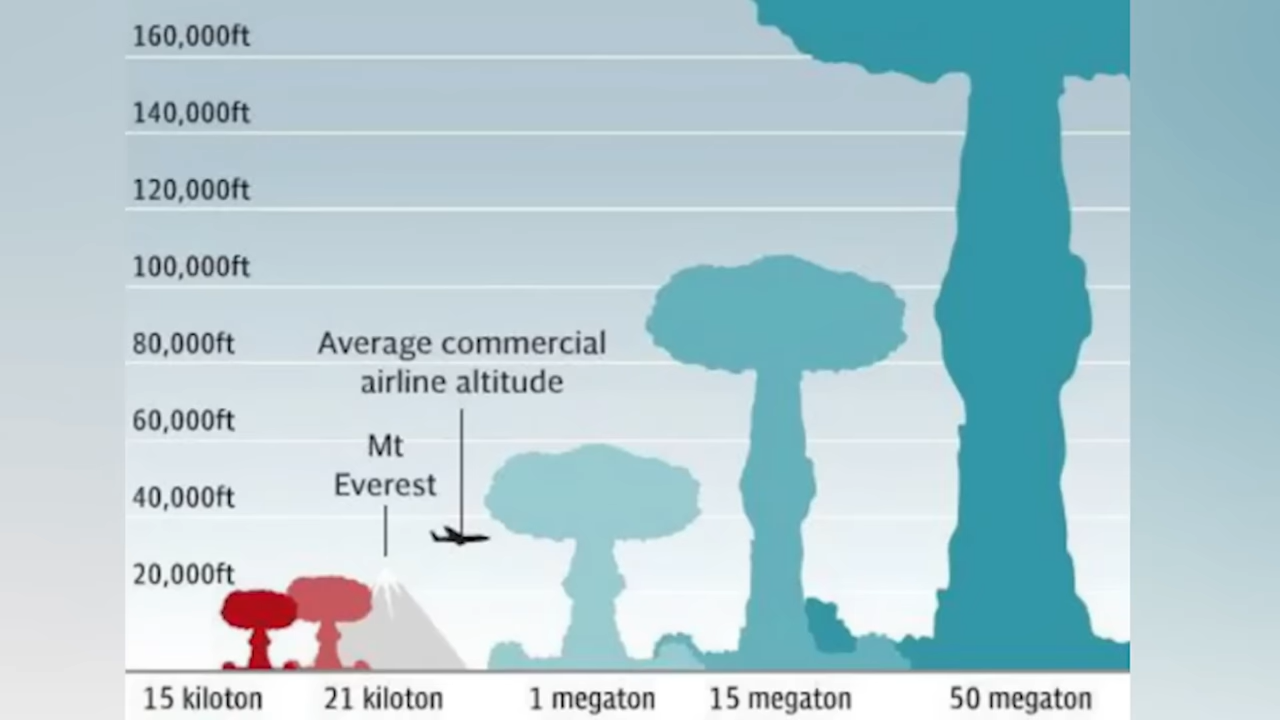 160,000ft
140,000ft
120,000ft
100,000ft
80,000ft
Average commercial
airline altitude
60,000ft
Mt
Everest
40,000ft
20,000ft
15 kiloton
21 kiloton
1 megaton
15 megaton
50 megaton